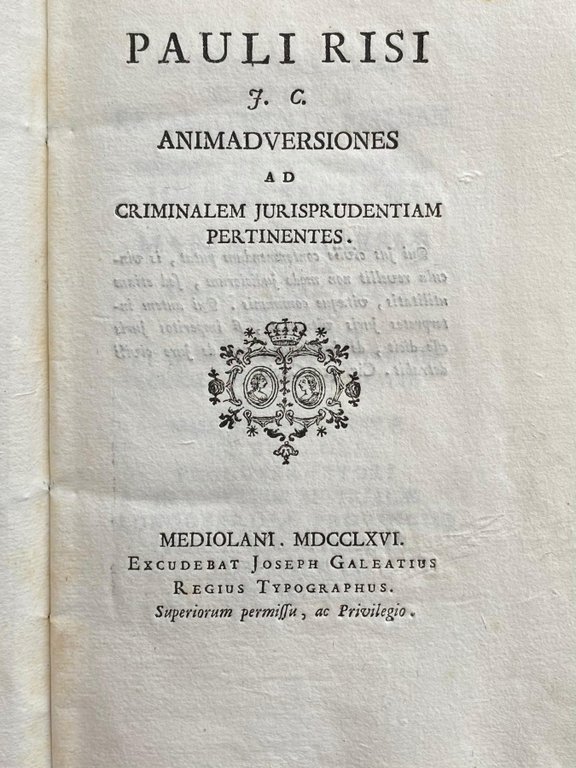 PAULI RISI
J. C.
ANIMADVERSIONES
AD
CRIMINALEM JURISPRUDENTIAM
PERTINENTES.
MEDIOLANI. MDCCLXVI.
EXCUDEBAT JOSEPH GALEATIUS
REGIUS TYPOGRAPHUS.
Superiorum permiſſu, ac Privilegio.